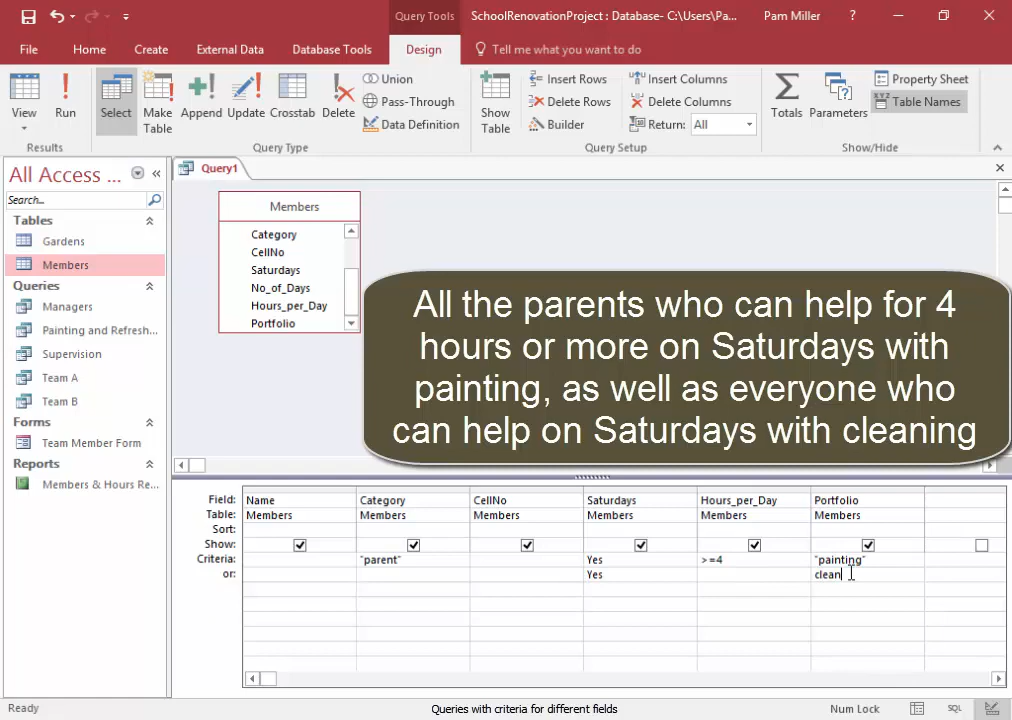 Query Tools
SchoolRenovationProject : Database- C:\Users\Pa...
Pam Miller
?
File
Home
Create
External Data
Database Tools
Design
Tell me what you want to do
View
Run
Select
Make Table
Append
Update
Crosstab
Delete
Union
Pass-Through
Data Definition
Show Table
Insert Rows
Delete Rows
Builder
Insert Columns
Delete Columns
Return: All
Totals
Parameters
Property Sheet
XYZ Table Names
Results
Query Type
Query Setup
Show/Hide
All Access ...
Search...
Tables
Gardens
Members
Queries
Managers
Painting and Refresh...
Supervision
Team A
Team B
Forms
Team Member Form
Reports
Members & Hours Re...
Query1
Members
Category
CellNo
Saturdays
No_of_Days
Hours_per_Day
Portfolio
All the parents who can help for 4
hours or more on Saturdays with
painting, as well as everyone who
can help on Saturdays with cleaning
Field: Name Category CellNo Saturdays Hours_per_Day Portfolio
Table: Members Members Members Members Members Members
Sort:
Show:
Criteria: "parent" Yes >=4 "painting"
or: Yes clean
Ready
Queries with criteria for different fields
Num Lock
SQL